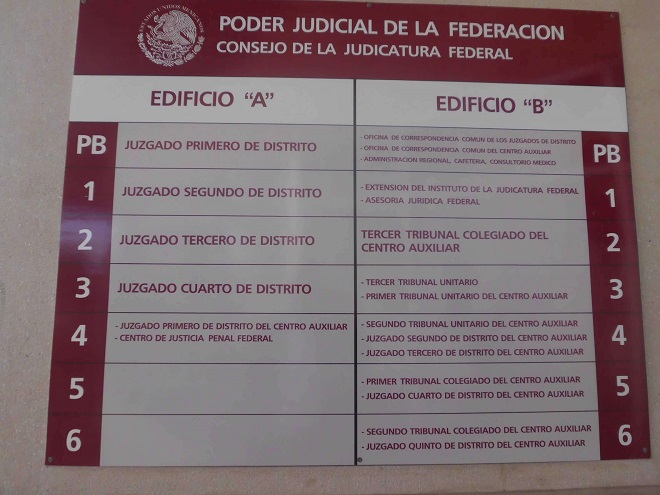 ESTADOS UNIDOS MEXICANOS
PODER JUDICIAL DE LA FEDERACION
CONSEJO DE LA JUDICATURA FEDERAL
EDIFICIO "A"
EDIFICIO "B"
PB
JUZGADO PRIMERO DE DISTRITO
- OFICINA DE CORRESPONDENCIA COMUN DE LOS JUZGADOS DE DISTRITO
- OFICINA DE CORRESPONDENCIA COMUN DEL CENTRO AUXILIAR
- ADMINISTRACION REGIONAL, CAFETERIA, CONSULTORIO MEDICO
PB
1
JUZGADO SEGUNDO DE DISTRITO
- EXTENSION DEL INSTITUTO DE LA JUDICATURA FEDERAL
- ASESORIA JURIDICA FEDERAL
1
2
JUZGADO TERCERO DE DISTRITO
TERCER TRIBUNAL COLEGIADO DEL
CENTRO AUXILIAR
2
3
JUZGADO CUARTO DE DISTRITO
- TERCER TRIBUNAL UNITARIO
- PRIMER TRIBUNAL UNITARIO DEL CENTRO AUXILIAR
3
4
- JUZGADO PRIMERO DE DISTRITO DEL CENTRO AUXILIAR
- CENTRO DE JUSTICIA PENAL FEDERAL
- SEGUNDO TRIBUNAL UNITARIO DEL CENTRO AUXILIAR
- JUZGADO SEGUNDO DE DISTRITO DEL CENTRO AUXILIAR
- JUZGADO TERCERO DE DISTRITO DEL CENTRO AUXILIAR
4
5
- PRIMER TRIBUNAL COLEGIADO DEL CENTRO AUXILIAR
- JUZGADO CUARTO DE DISTRITO DEL CENTRO AUXILIAR
5
6
- SEGUNDO TRIBUNAL COLEGIADO DEL CENTRO AUXILIAR
- JUZGADO QUINTO DE DISTRITO DEL CENTRO AUXILIAR
6